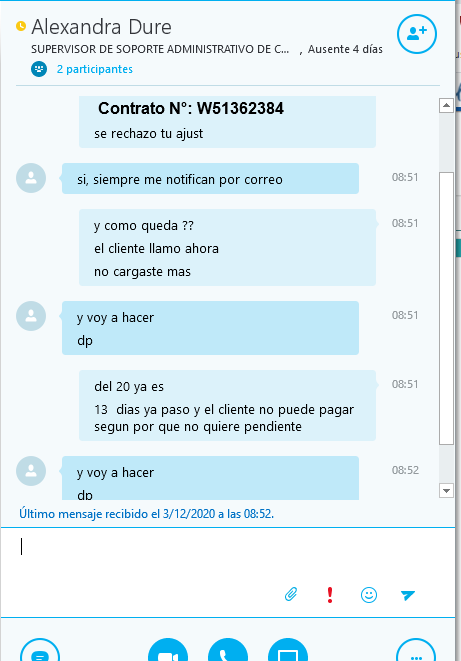 Alexandra Dure
SUPERVISOR DE SOPORTE ADMINISTRATIVO DE C... , Ausente 4 días
2 participantes
Contrato N°: W51362384
se rechazo tu ajust
si, siempre me notifican por correo
08:51
y como queda ??
08:51
el cliente llamo ahora
no cargaste mas
y voy a hacer
08:51
dp
del 20 ya es
08:51
13 dias ya paso y el cliente no puede pagar
segun por que no quiere pendiente
y voy a hacer
08:52
dp
Último mensaje recibido el 3/12/2020 a las 08:52.